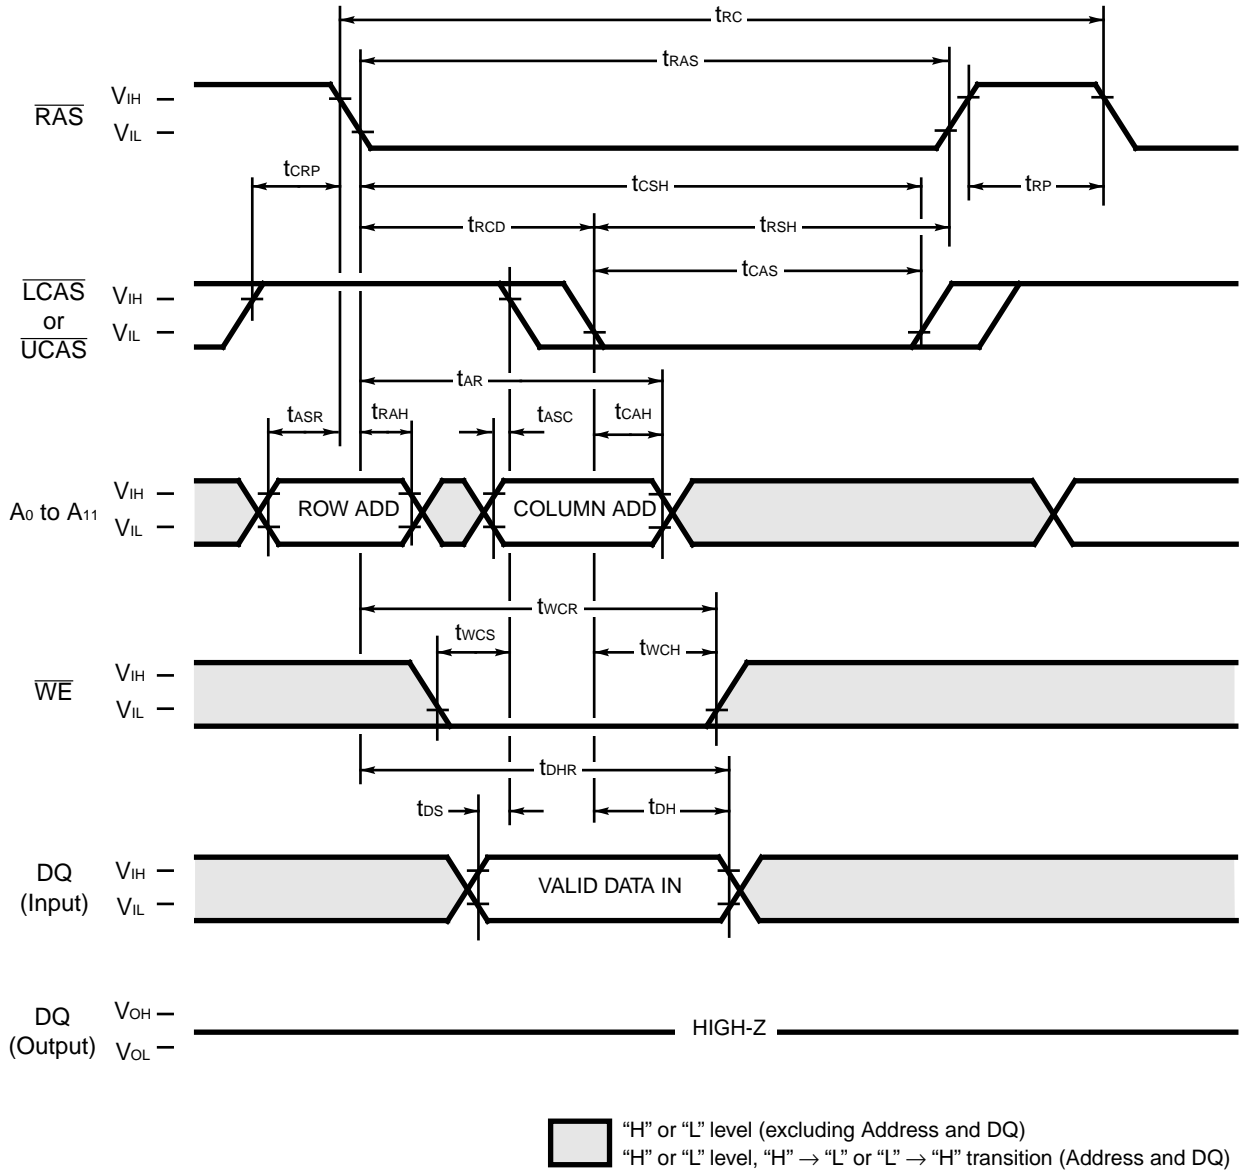 tRC
tRAS
RAS
VIH
VIL
tCRP
tCSH
tRP
tRCD
tRSH
tCAS
LCAS
or
UCAS
VIH
VIL
tAR
tASR
tRAH
tASC
tCAH
A0 to A11
VIH
VIL
ROW ADD
COLUMN ADD
tWCR
tWCS
tWCH
WE
VIH
VIL
tDHR
tDS
tDH
DQ
(Input)
VIH
VIL
VALID DATA IN
DQ
(Output)
VOH
VOL
HIGH-Z
“H” or “L” level (excluding Address and DQ)
“H” or “L” level, “H” → “L” or “L” → “H” transition (Address and DQ)